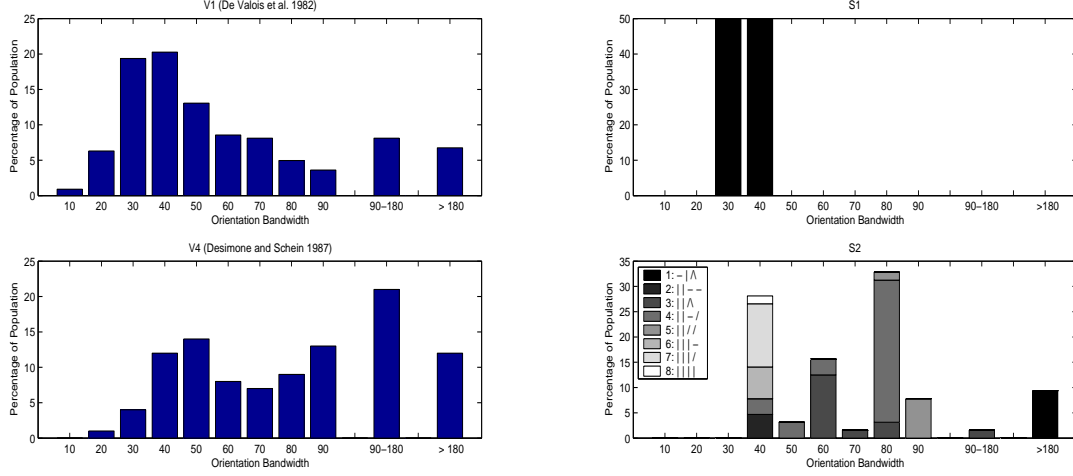 V1 (De Valois et al. 1982)
Percentage of Population
25
20
15
10
5
0
10 20 30 40 50 60 70 80 90 90−180 > 180
Orientation Bandwidth
S1
Percentage of Population
50
40
30
20
10
0
10 20 30 40 50 60 70 80 90 90−180 >180
Orientation Bandwidth
V4 (Desimone and Schein 1987)
Percentage of Population
25
20
15
10
5
0
10 20 30 40 50 60 70 80 90 90−180 > 180
Orientation Bandwidth
S2
Percentage of Population
35
30
25
20
15
10
5
0
1: − | /\
2: | | − −
3: | | /\
4: | | − /
5: | | / /
6: | | | −
7: | | | /
8: | | | |
10 20 30 40 50 60 70 80 90 90−180 >180
Orientation Bandwidth